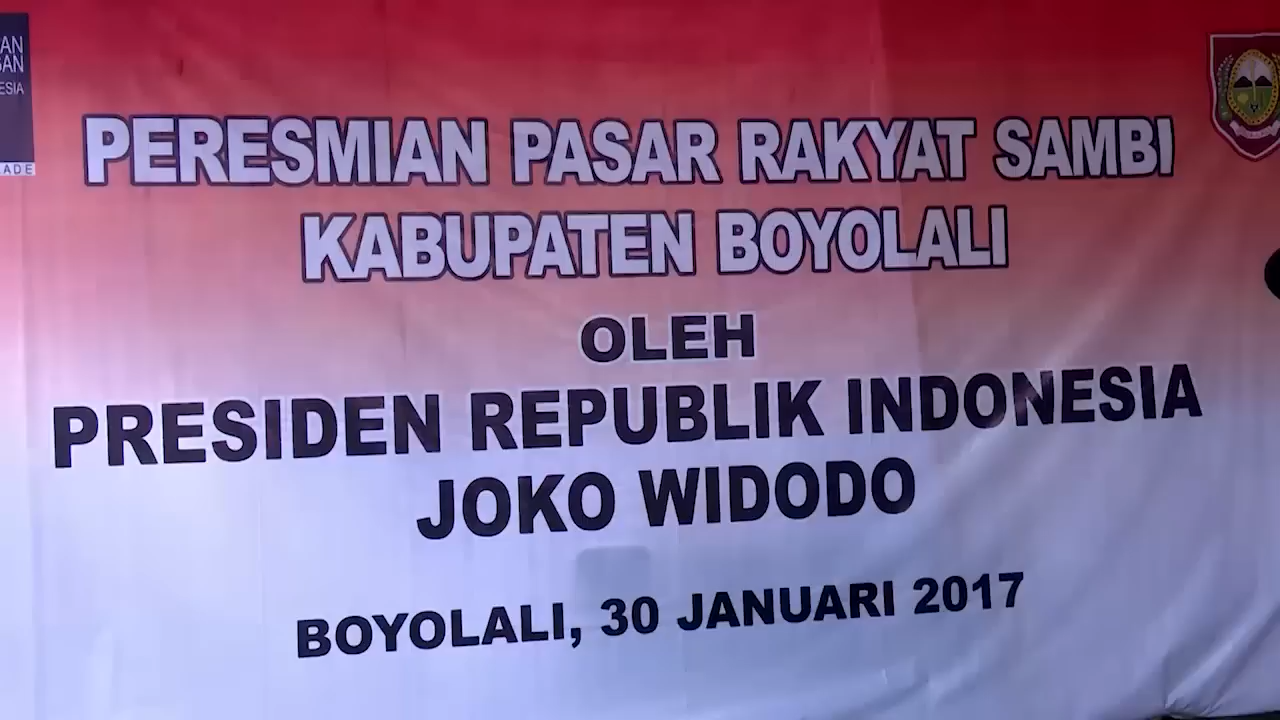 PERESMIAN PASAR RAKYAT SAMBI
KABUPATEN BOYOLALI
OLEH
PRESIDEN REPUBLIK INDONESIA
JOKO WIDODO
BOYOLALI, 30 JANUARI 2017